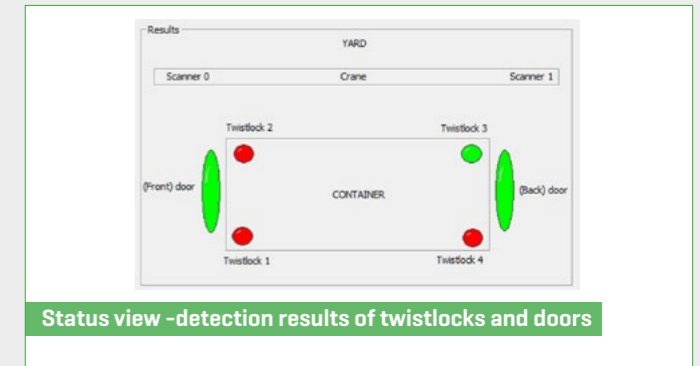 Results
YARD
Scanner 0 Crane Scanner 1
Twistlock 2 Twistlock 3
(Front) door CONTAINER (Back) door
Twistlock 1 Twistlock 4
Status view -detection results of twistlocks and doors